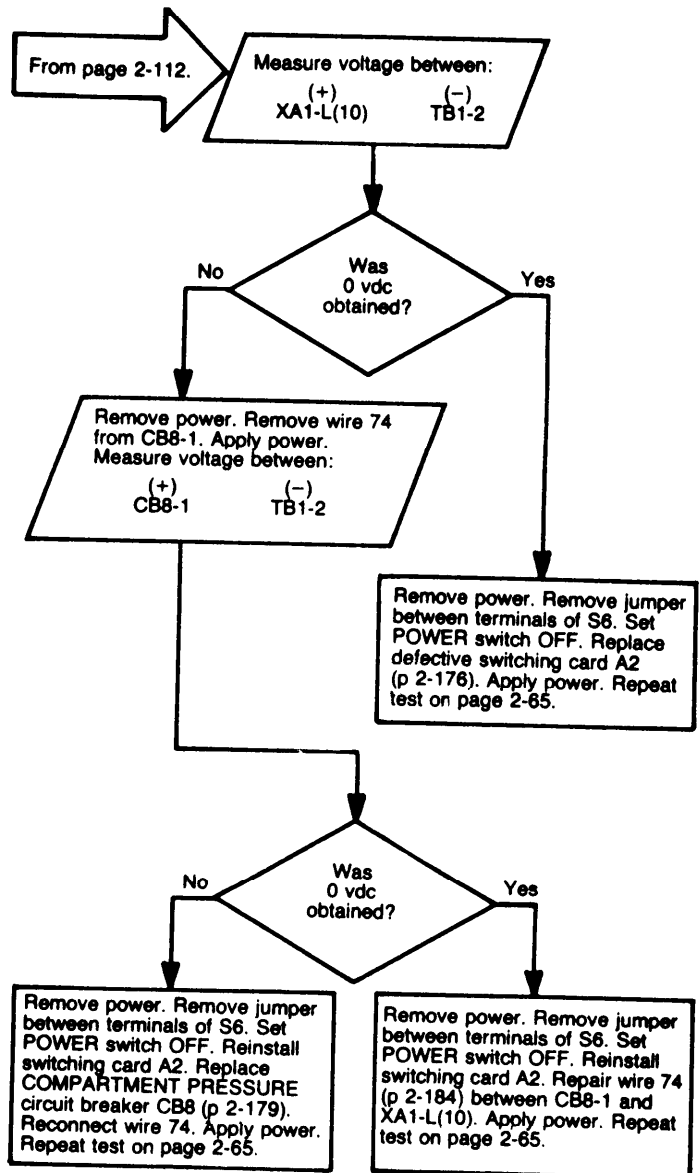 From page 2-112.
Measure voltage between:
(+) (−)
XA1-L(10) TB1-2
Was
0 vdc
obtained?
No
Yes
Remove power. Remove wire 74
from CB8-1. Apply power.
Measure voltage between:
(+) (−)
CB8-1 TB1-2
Remove power. Remove jumper
between terminals of S6. Set
POWER switch OFF. Replace
defective switching card A2
(p 2-176). Apply power. Repeat
test on page 2-65.
Was
0 vdc
obtained?
No
Yes
Remove power. Remove jumper
between terminals of S6. Set
POWER switch OFF. Reinstall
switching card A2. Replace
COMPARTMENT PRESSURE
circuit breaker CB8 (p 2-179).
Reconnect wire 74. Apply power.
Repeat test on page 2-65.
Remove power. Remove jumper
between terminals of S6. Set
POWER switch OFF. Reinstall
switching card A2. Repair wire 74
(p 2-184) between CB8-1 and
XA1-L(10). Apply power. Repeat
test on page 2-65.